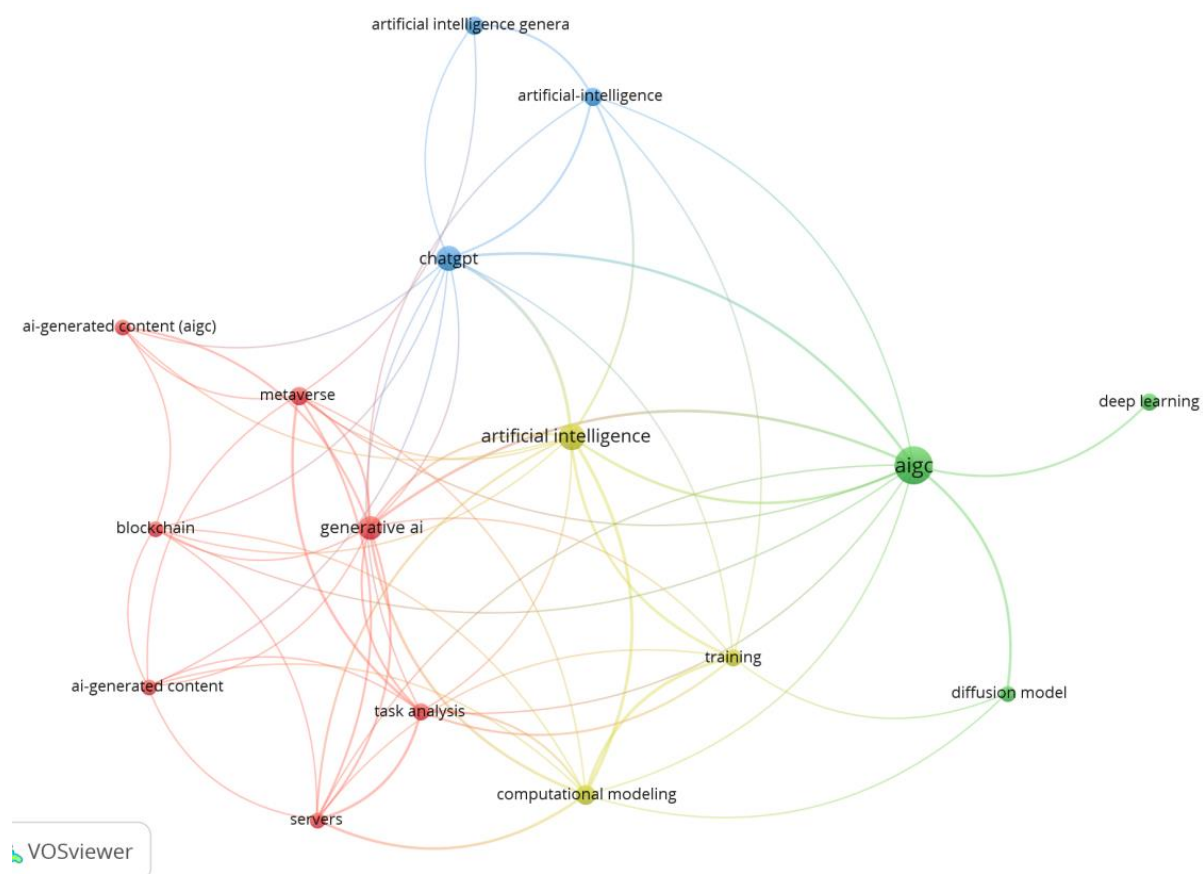 artificial intelligence genera
artificial-intelligence
chatgpt
ai-generated content (aigc)
metaverse
deep learning
artificial intelligence
aigc
blockchain
generative ai
training
ai-generated content
diffusion model
task analysis
computational modeling
servers
VOSviewer